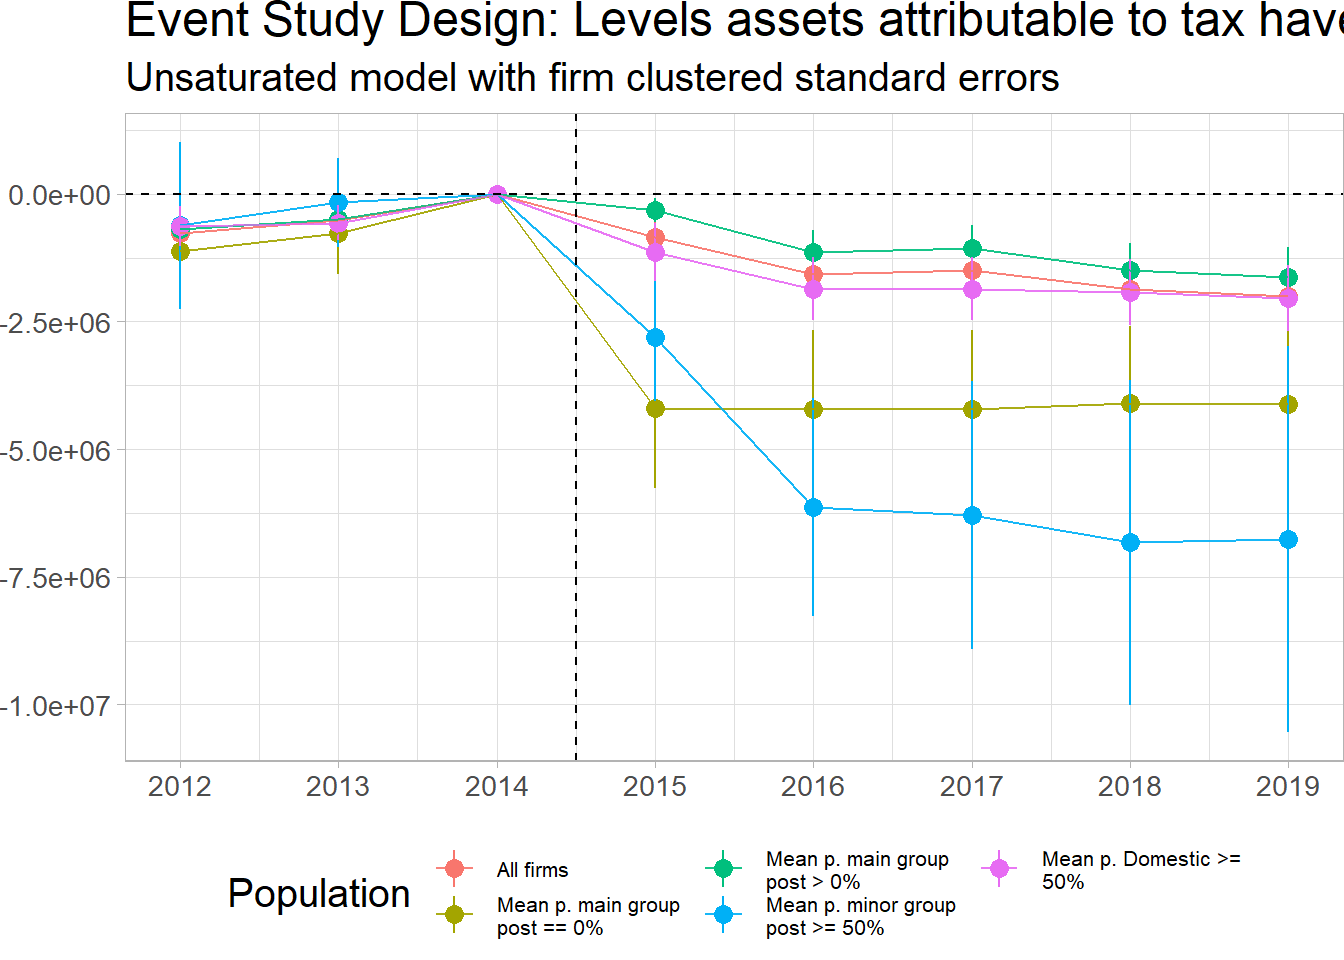 Event Study Design: Levels assets attributable to tax have
Unsaturated model with firm clustered standard errors
0.0e+00
-2.5e+06
-5.0e+06
-7.5e+06
-1.0e+07
2012 2013 2014 2015 2016 2017 2018 2019
Population
All firms
Mean p. main group
post == 0%
Mean p. main group
post > 0%
Mean p. minor group
post >= 50%
Mean p. Domestic >=
50%